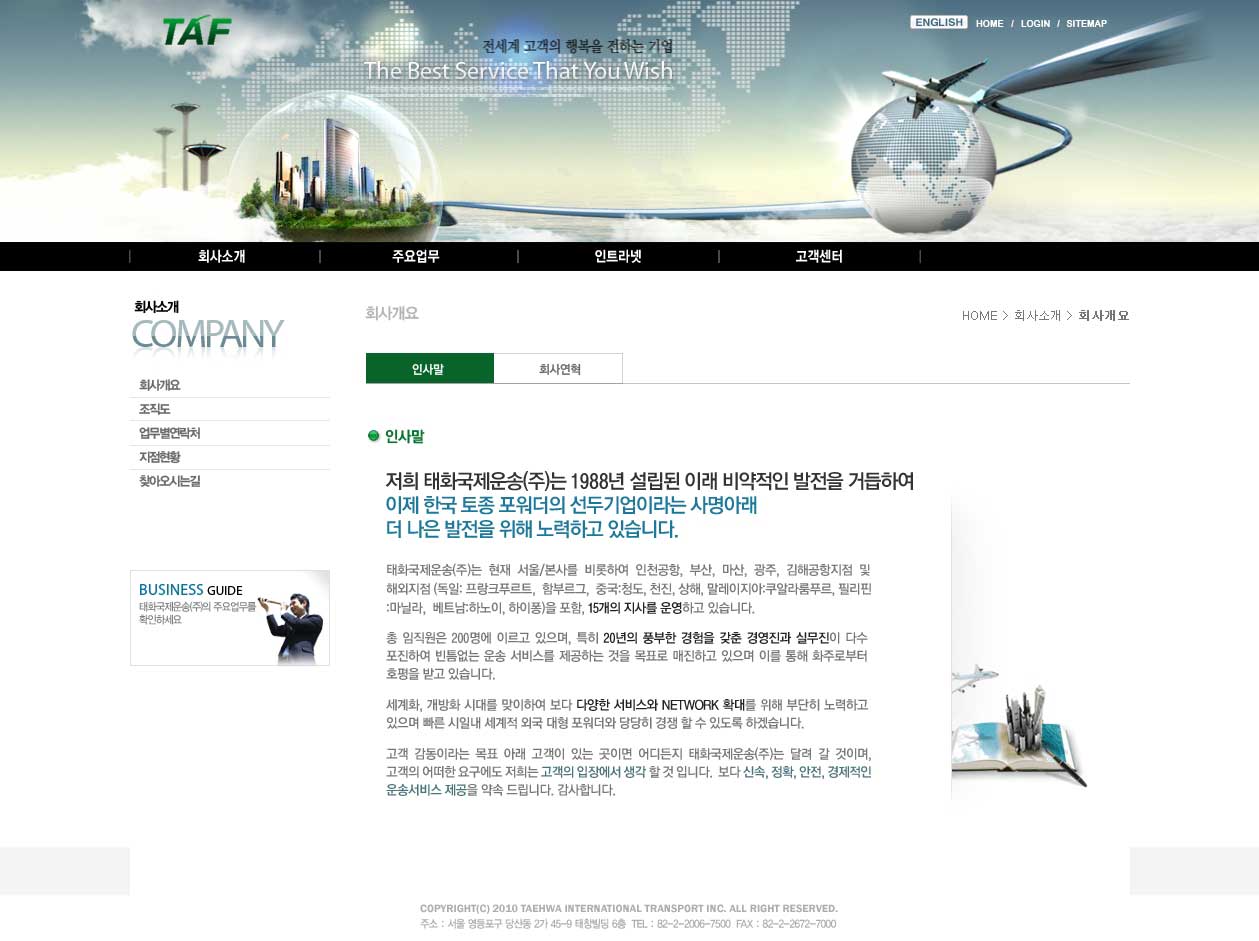 TAF
ENGLISH HOME / LOGIN / SITEMAP
전세계 고객의 행복을 전하는 기업
The Best Service That You Wish
회사소개 주요업무 인트라넷 고객센터
회사소개
COMPANY
회사개요
조직도
업무별연락처
지점현황
찾아오시는길
BUSINESS GUIDE
태화국제운송(주)의 주요업무를
확인하세요
회사개요
HOME > 회사소개 > 회사개요
인사말 회사연혁
인사말
저희 태화국제운송(주)는 1988년 설립된 이래 비약적인 발전을 거듭하여
이제 한국 토종 포워더의 선두기업이라는 사명아래
더 나은 발전을 위해 노력하고 있습니다.
태화국제운송(주)는 현재 서울/본사를 비롯하여 인천공항, 부산, 마산, 광주, 김해공항지점 및
해외지점 (독일: 프랑크푸르트, 함부르그, 중국:청도, 천진, 상해, 말레이지아:쿠알라룸푸르, 필리핀
:마닐라, 베트남:하노이, 하이퐁)을 포함, 15개의 지사를 운영하고 있습니다.
총 임직원은 200명에 이르고 있으며, 특히 20년의 풍부한 경험을 갖춘 경영진과 실무진이 다수
포진하여 빈틈없는 운송 서비스를 제공하는 것을 목표로 매진하고 있으며 이를 통해 화주로부터
호평을 받고 있습니다.
세계화, 개방화 시대를 맞이하여 보다 다양한 서비스와 NETWORK 확대를 위해 부단히 노력하고
있으며 빠른 시일내 세계적 외국 대형 포워더와 당당히 경쟁 할 수 있도록 하겠습니다.
고객 감동이라는 목표 아래 고객이 있는 곳이면 어디든지 태화국제운송(주)는 달려 갈 것이며,
고객의 어떠한 요구에도 저희는 고객의 입장에서 생각 할 것 입니다. 보다 신속, 정확, 안전, 경제적인
운송서비스 제공을 약속 드립니다. 감사합니다.
COPYRIGHT(C) 2010 TAEHWA INTERNATIONAL TRANSPORT INC. ALL RIGHT RESERVED.
주소 : 서울 영등포구 당산동 2가 45-9 태창빌딩 6층 TEL : 82-2-2006-7500 FAX : 82-2-2672-7000